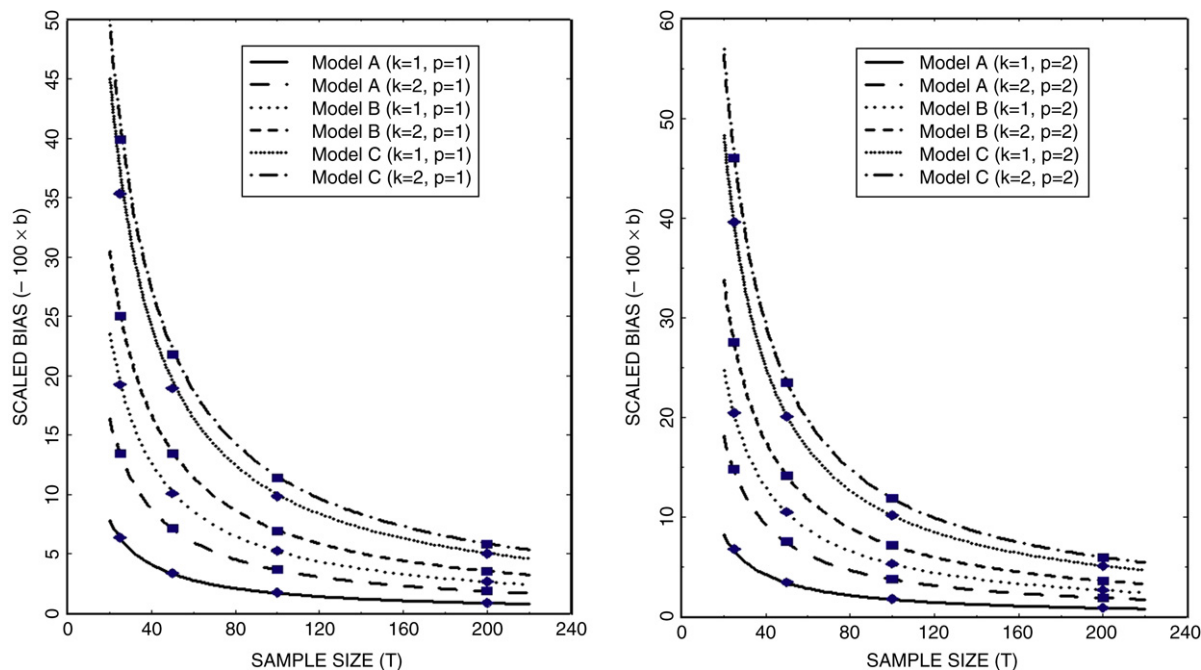 50
45
40
35
30
25
20
15
10
5
0
SCALED BIAS (– 100 × b)
Model A (k=1, p=1)
Model A (k=2, p=1)
Model B (k=1, p=1)
Model B (k=2, p=1)
Model C (k=1, p=1)
Model C (k=2, p=1)
0 40 80 120 160 200 240
SAMPLE SIZE (T)
60
50
40
30
20
10
0
SCALED BIAS (– 100 × b)
Model A (k=1, p=2)
Model A (k=2, p=2)
Model B (k=1, p=2)
Model B (k=2, p=2)
Model C (k=1, p=2)
Model C (k=2, p=2)
0 40 80 120 160 200 240
SAMPLE SIZE (T)